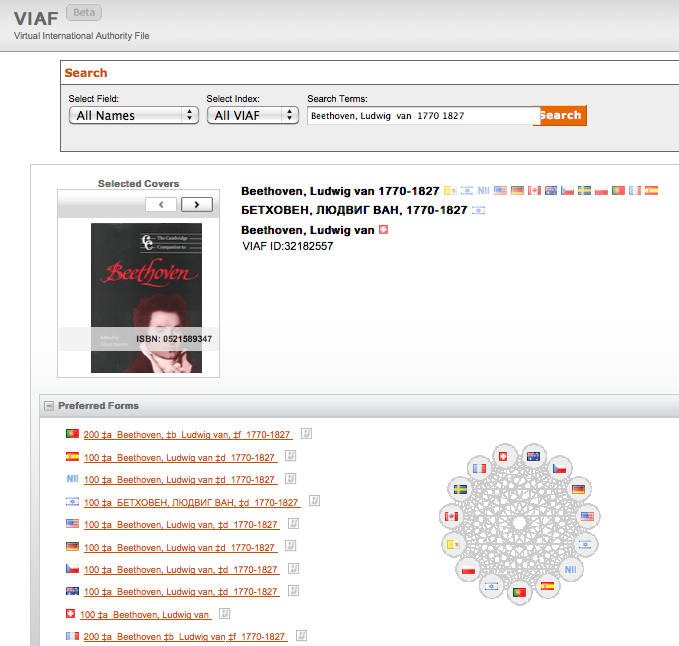 VIAF Beta
Virtual International Authority File
Search
Select Field: Select Index: Search Terms:
All Names All VIAF Beethoven, Ludwig van 1770 1827 Search
Selected Covers
The Cambridge
Companion to
Beethoven
ISBN: 0521589347
Beethoven, Ludwig van 1770-1827 NII
БЕТХОВЕН, ЛЮДВИГ ВАН, 1770-1827
Beethoven, Ludwig van
VIAF ID:32182557
Preferred Forms
200 ‡a Beethoven, ‡b Ludwig van, ‡f 1770-1827
100 ‡a Beethoven, Ludwig van ‡d 1770-1827
NII 100 ‡a Beethoven, Ludwig van, ‡d 1770-1827
100 ‡a БЕТХОВЕН, ЛЮДВИГ ВАН, ‡d 1770-1827
100 ‡a Beethoven, Ludwig van, ‡d 1770-1827
100 ‡a Beethoven, Ludwig van ‡d 1770-1827
100 ‡a Beethoven, Ludwig van, ‡d 1770-1827
100 ‡a Beethoven, Ludwig van, ‡d 1770-1827
100 ‡a Beethoven, Ludwig van
200 ‡a Beethoven ‡b Ludwig van ‡f 1770-1827
NII